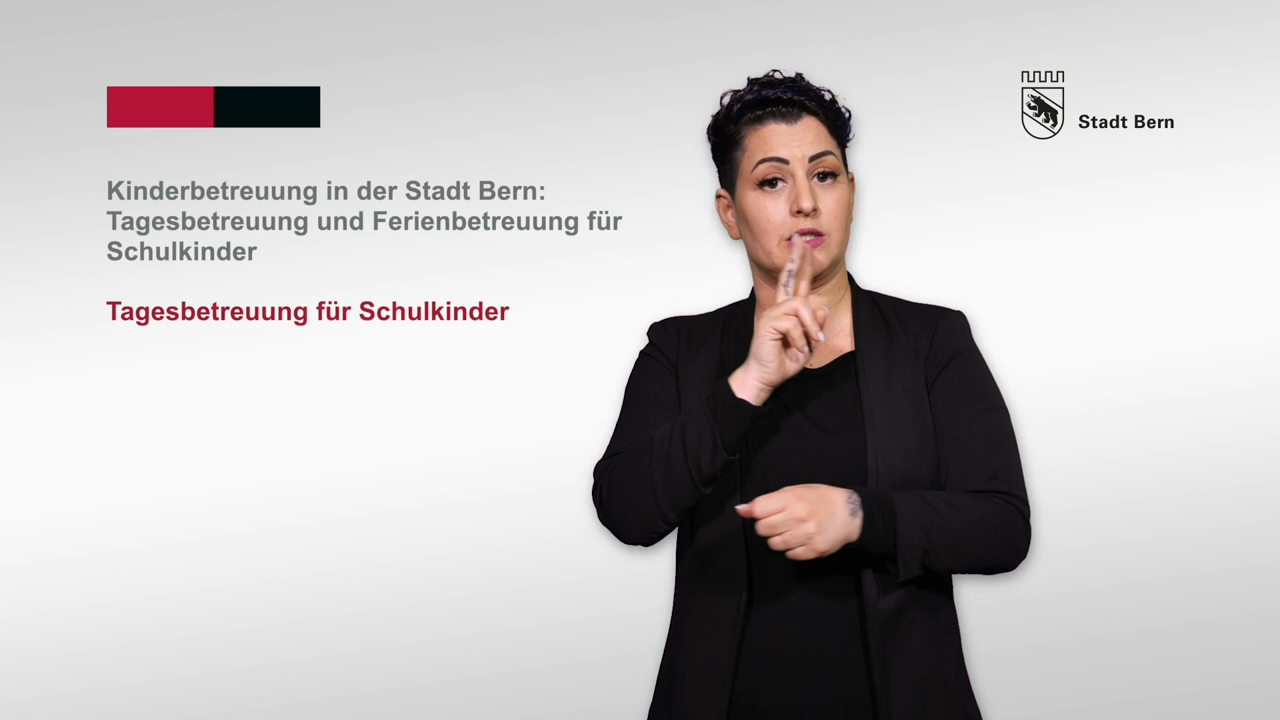 Stadt Bern
Kinderbetreuung in der Stadt Bern:
Tagesbetreuung und Ferienbetreuung für
Schulkinder
Tagesbetreuung für Schulkinder